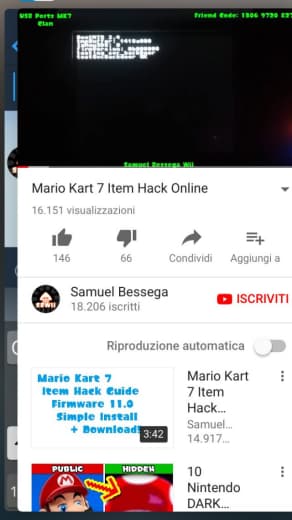 USB Portz MK7
Clan
Friend Code: 1306 9720 837
Samuel Bessega Wii
Mario Kart 7 Item Hack Online
16.151 visualizzazioni
146
66
Condividi
Aggiungi a
Samuel Bessega
18.206 iscritti
ISCRIVITI
Riproduzione automatica
Mario Kart 7
Item Hack Guide
Firmware 11.0
Simple Install
+ Download!
3:42
Mario Kart
7 Item
Hack...
Samuel...
14.917...
PUBLIC
HIDDEN
10
Nintendo
DARK...